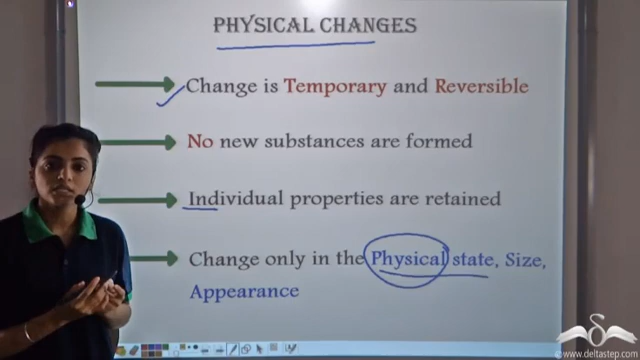 PHYSICAL CHANGES
Change is Temporary and Reversible
No new substances are formed
Individual properties are retained
Change only in the Physical state, Size,
Appearance
© www.deltastep.com